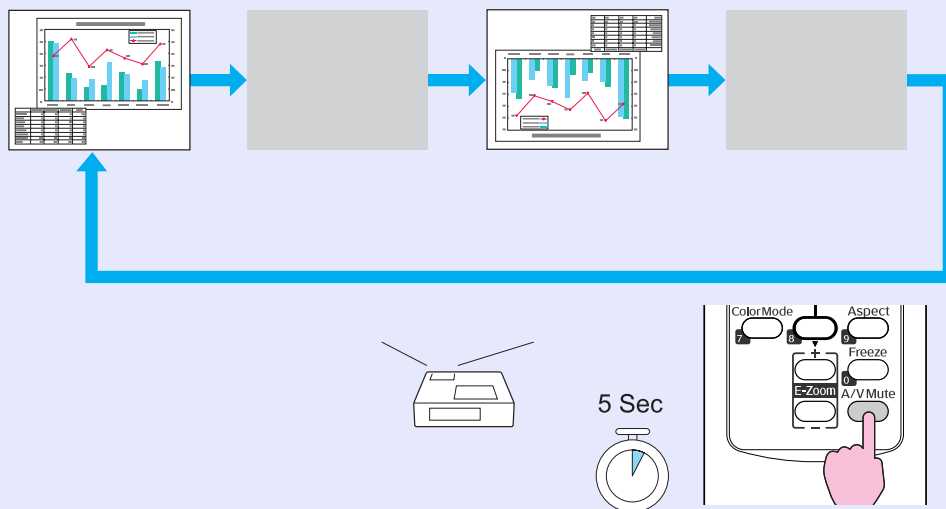 ColorMode
Aspect
7
8
9
+
Freeze
0
E-Zoom
A/V Mute
−
5 Sec